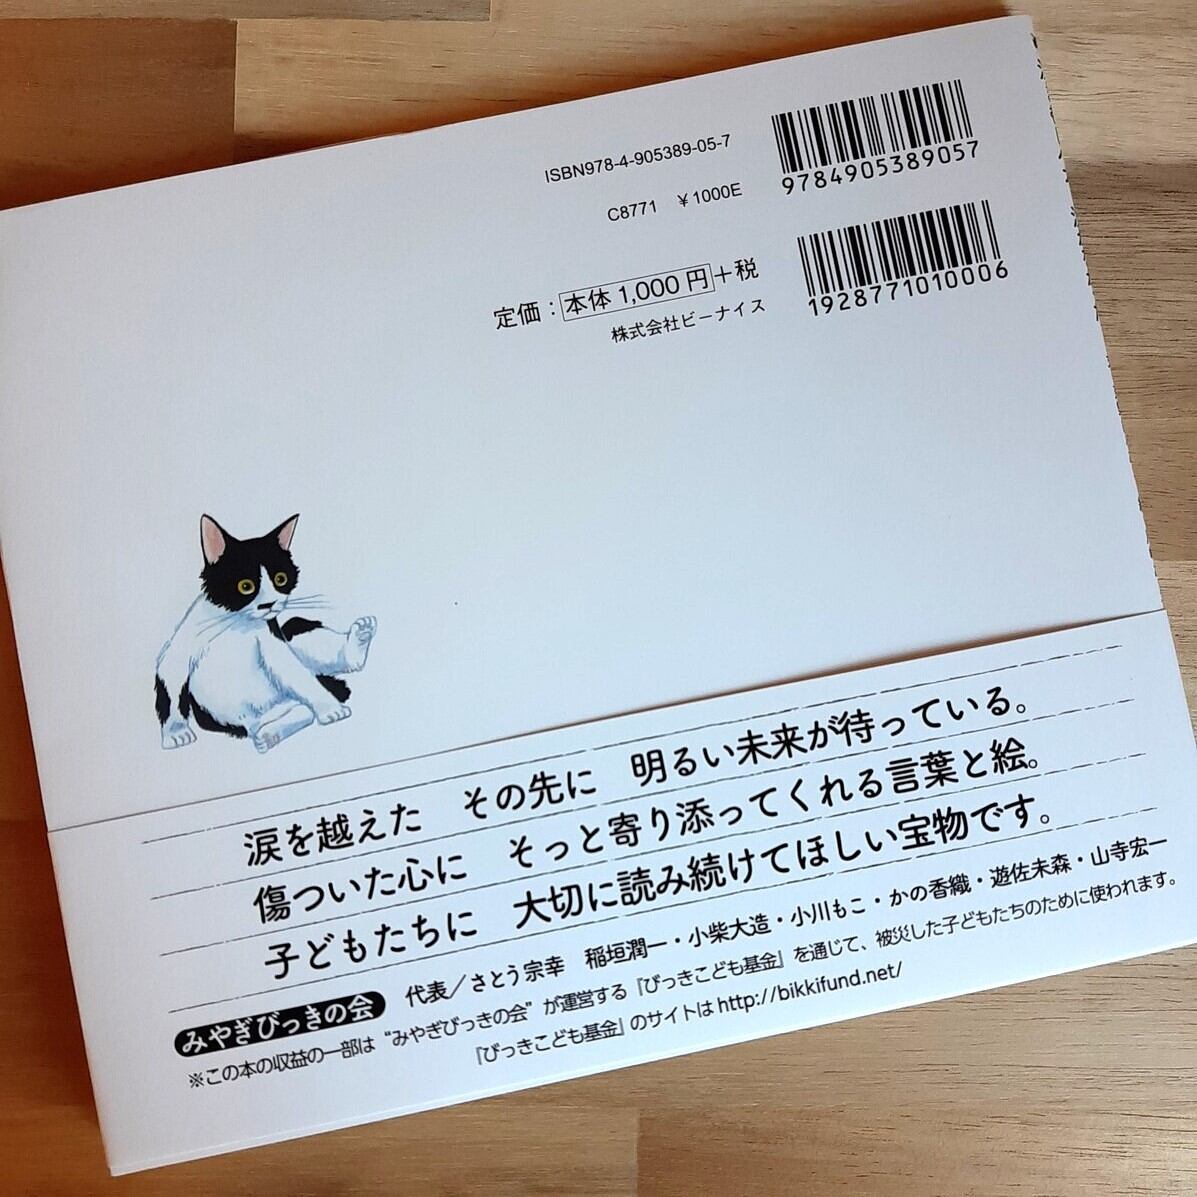 ISBN978-4-905389-05-7
C8771 ¥1000E
9784905389057
定価：本体 1,000 円＋税
株式会社ビーナイス
1928771010006
涙を越えた その先に 明るい未来が待っている。
傷ついた心に そっと寄り添ってくれる言葉と絵。
子どもたちに 大切に読み続けてほしい宝物です。
みやぎびっきの会 代表／さとう宗幸 稲垣潤一・小柴大造・小川もこ・かの香織・遊佐未森・山寺宏一
※この本の収益の一部は“みやぎびっきの会”が運営する『びっきこども基金』を通じて、被災した子どもたちのために使われます。
『びっきこども基金』のサイトは http://bikkifund.net/